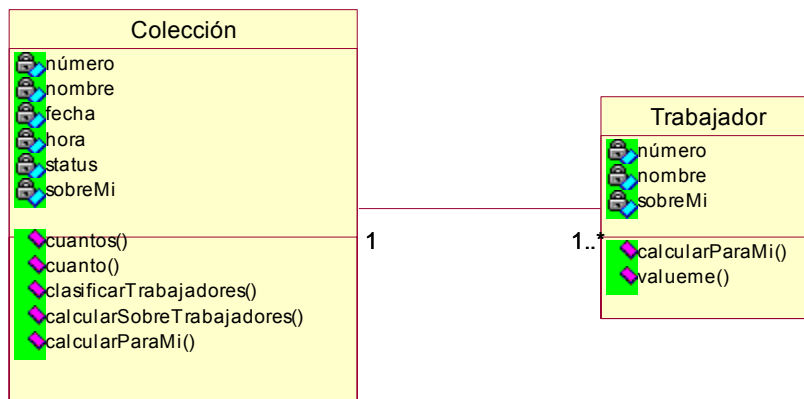 Colección
número
nombre
fecha
hora
status
sobreMi
cuantos()
cuanto()
clasificarTrabajadores()
calcularSobreTrabajadores()
calcularParaMi()
1
1..*
Trabajador
número
nombre
sobreMi
calcularParaMi()
valueme()